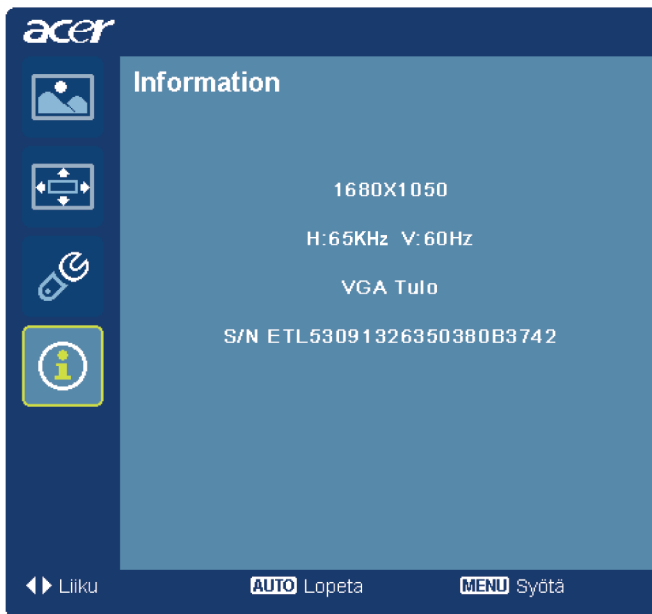 acer
Information
1680X1050
H:65KHz V:60Hz
VGA Tulo
S/N ETL53091326350380B3742
Liiku AUTO Lopeta MENU Syötä